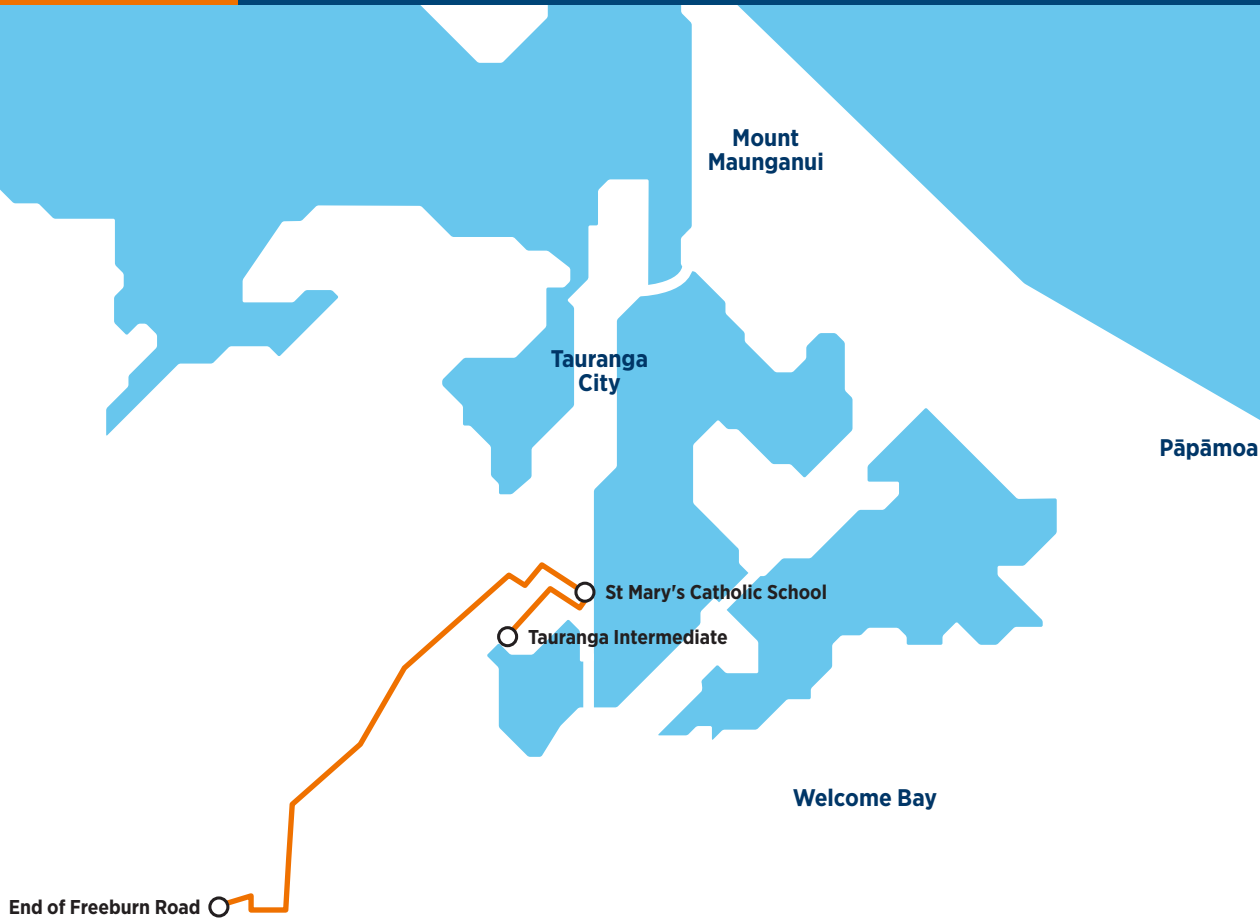 Mount
Maunganui
Tauranga
City
Pāpāmoa
St Mary's Catholic School
Tauranga Intermediate
Welcome Bay
End of Freeburn Road